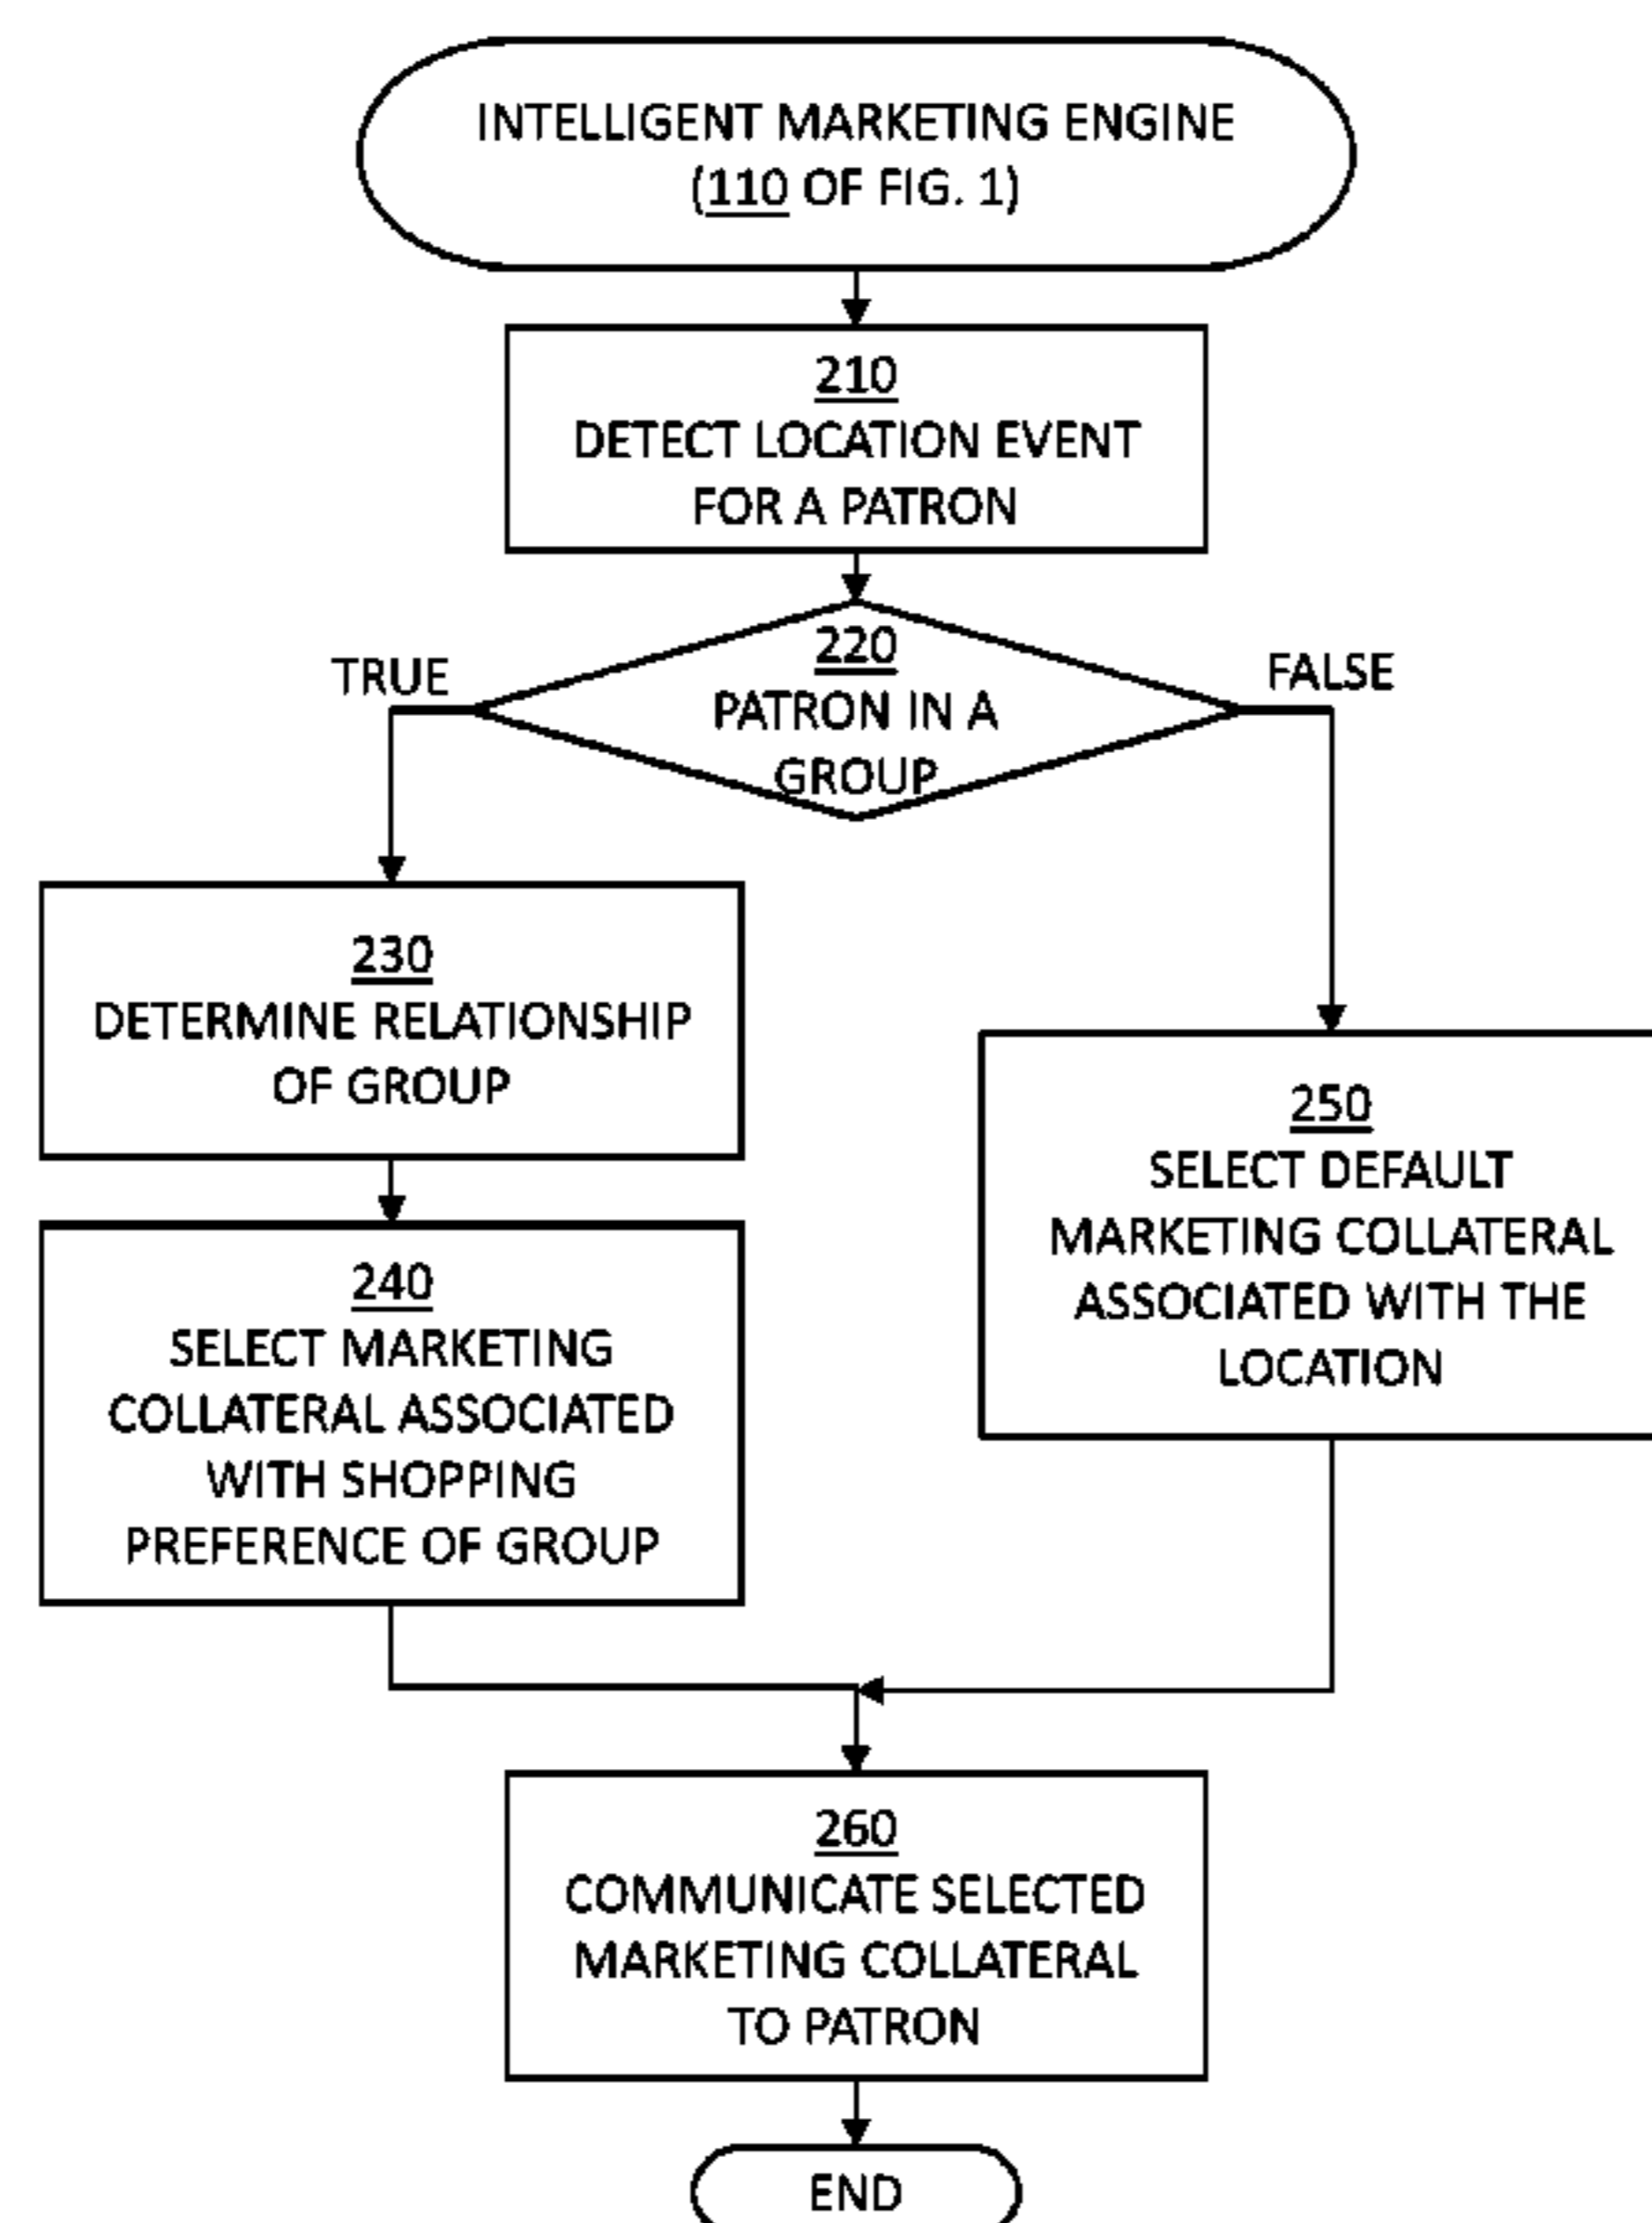 INTELLIGENT MARKETING ENGINE
(110 OF FIG. 1)
210
DETECT LOCATION EVENT
FOR A PATRON
220
PATRON IN A
GROUP
TRUE
FALSE
230
DETERMINE RELATIONSHIP
OF GROUP
240
SELECT MARKETING
COLLATERAL ASSOCIATED
WITH SHOPPING
PREFERENCE OF GROUP
250
SELECT DEFAULT
MARKETING COLLATERAL
ASSOCIATED WITH THE
LOCATION
260
COMMUNICATE SELECTED
MARKETING COLLATERAL
TO PATRON
END